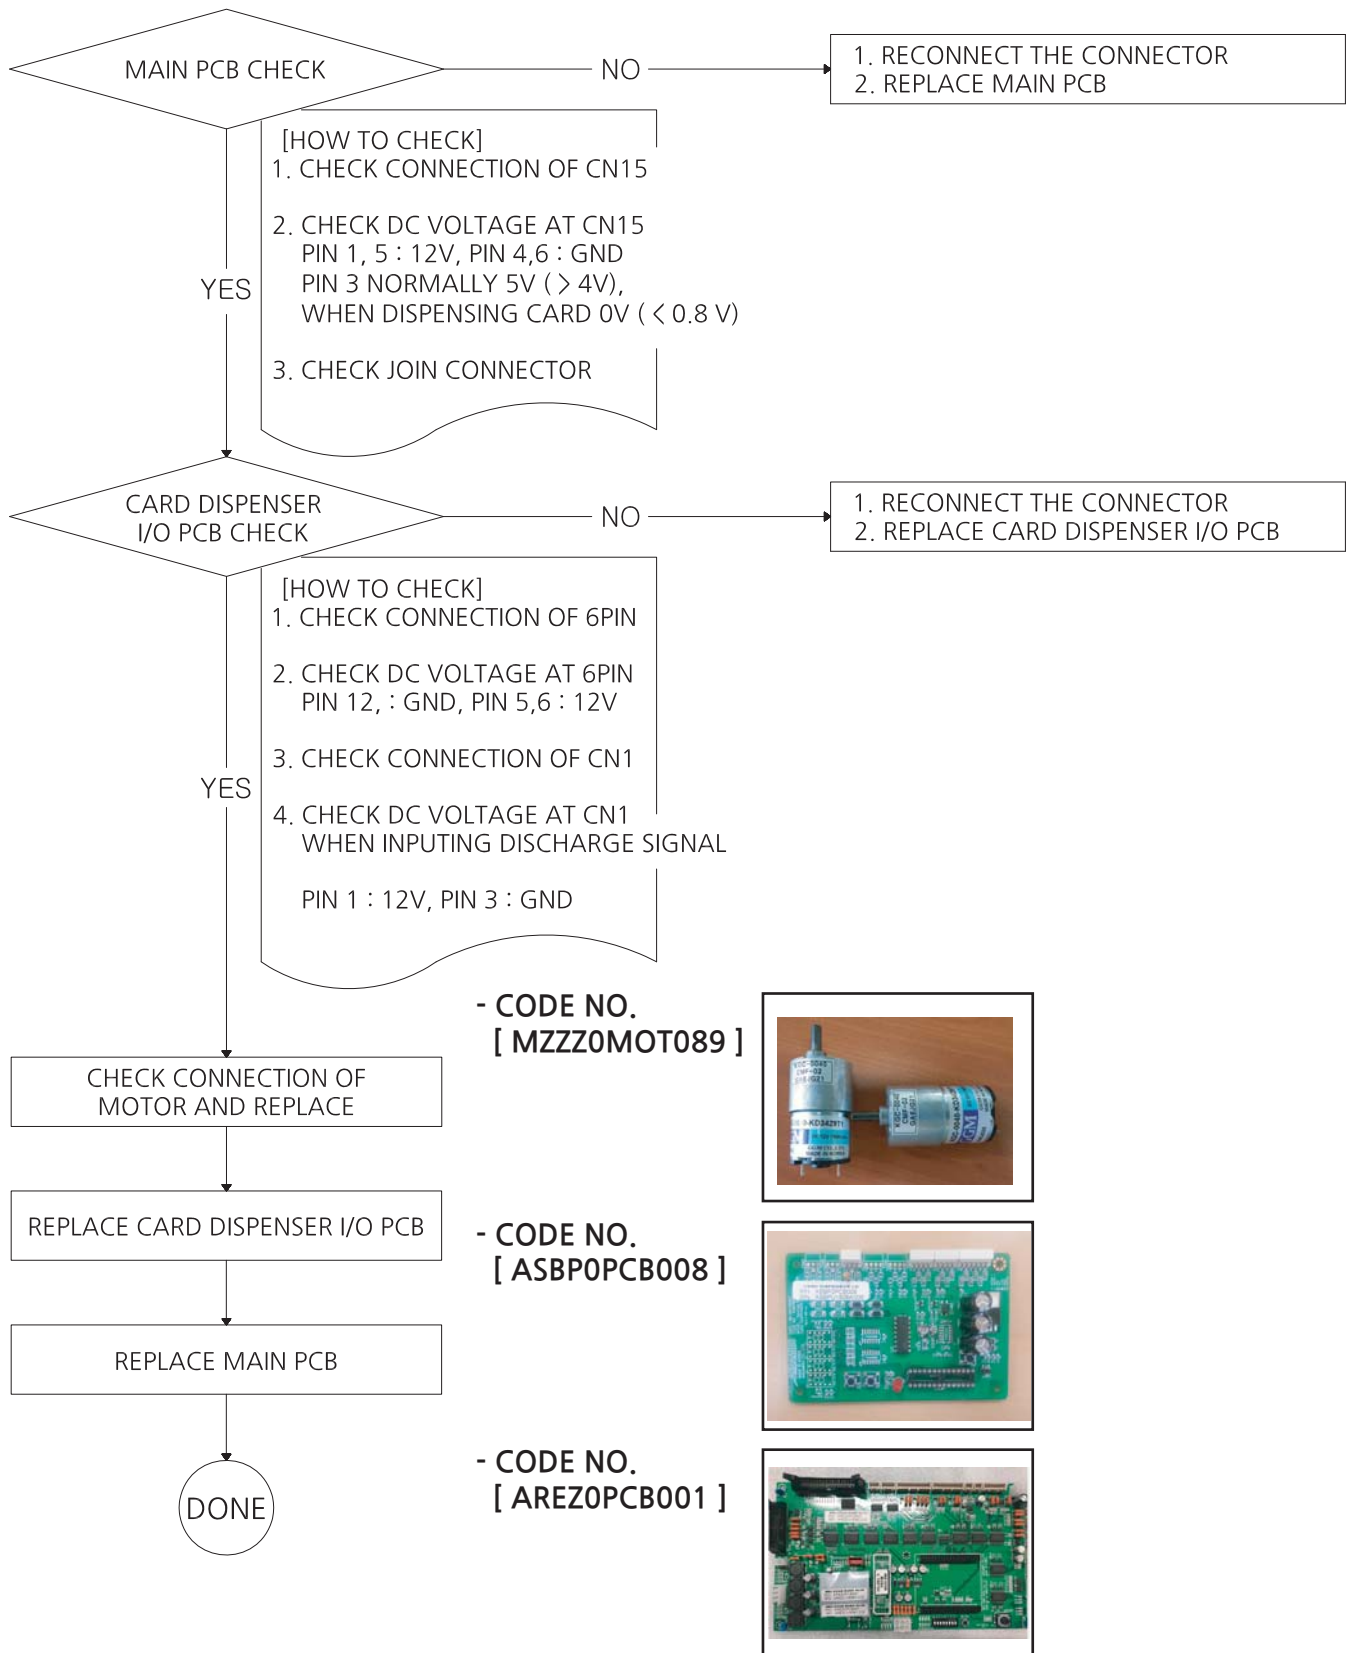 MAIN PCB CHECK
NO
1. RECONNECT THE CONNECTOR
2. REPLACE MAIN PCB
[HOW TO CHECK]
1. CHECK CONNECTION OF CN15
2. CHECK DC VOLTAGE AT CN15
PIN 1, 5 : 12V, PIN 4,6 : GND
PIN 3 NORMALLY 5V ( > 4V),
WHEN DISPENSING CARD 0V ( < 0.8 V)
3. CHECK JOIN CONNECTOR
YES
CARD DISPENSER
I/O PCB CHECK
NO
1. RECONNECT THE CONNECTOR
2. REPLACE CARD DISPENSER I/O PCB
[HOW TO CHECK]
1. CHECK CONNECTION OF 6PIN
2. CHECK DC VOLTAGE AT 6PIN
PIN 12, : GND, PIN 5,6 : 12V
3. CHECK CONNECTION OF CN1
4. CHECK DC VOLTAGE AT CN1
WHEN INPUTING DISCHARGE SIGNAL
PIN 1 : 12V, PIN 3 : GND
YES
CHECK CONNECTION OF
MOTOR AND REPLACE
- CODE NO.
[ MZZZ0MOT089 ]
KGC-0040
CMF-02
REPLACE CARD DISPENSER I/O PCB
- CODE NO.
[ ASBP0PCB008 ]
REPLACE MAIN PCB
- CODE NO.
[ AREZ0PCB001 ]
DONE